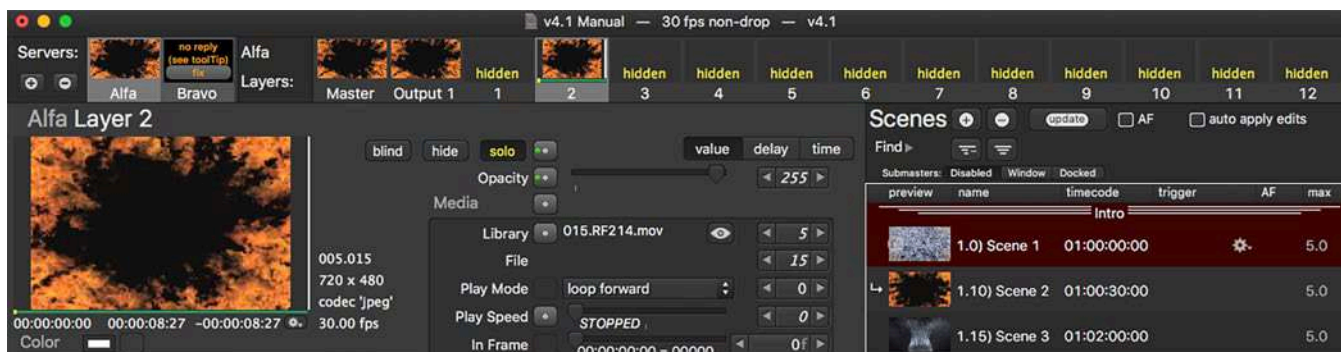 v4.1 Manual — 30 fps non-drop — v4.1
Servers:
no reply
(see toolTip)
fix
Alfa
Bravo
Alfa
Layers:
Master
Output 1
hidden
1
2
hidden
3
hidden
4
hidden
5
hidden
6
hidden
7
hidden
8
hidden
9
hidden
10
hidden
11
hidden
12
Alfa Layer 2
005.015
720 x 480
codec 'jpeg'
30.00 fps
00:00:00:00 00:00:08:27 -00:00:08:27
Color
blind hide solo
value delay time
Opacity 255
Media
Library 015.RF214.mov 5
File 15
Play Mode loop forward 0
Play Speed STOPPED 0
In Frame 00:00:00:00 – 00000 0f
Scenes update AF auto apply edits
Find
Submasters: Disabled Window Docked
preview name timecode trigger AF max
Intro
1.0) Scene 1 01:00:00:00 5.0
1.10) Scene 2 01:00:30:00 5.0
1.15) Scene 3 01:02:00:00 5.0